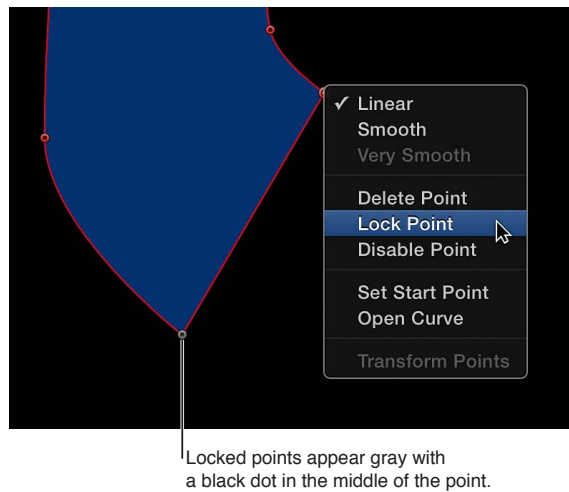 ✓ Linear
Smooth
Very Smooth
Delete Point
Lock Point
Disable Point
Set Start Point
Open Curve
Transform Points
Locked points appear gray with
a black dot in the middle of the point.